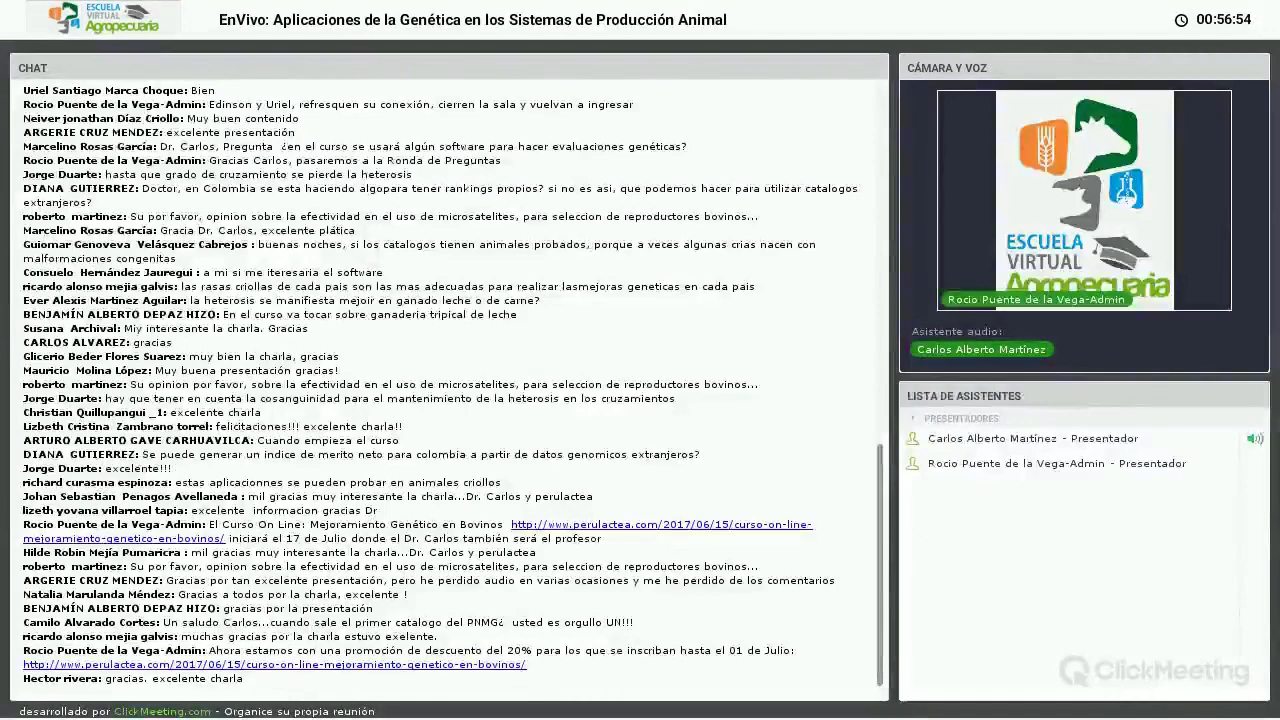 ESCUELA
VIRTUAL
Agropecuaria
EnVivo: Aplicaciones de la Genética en los Sistemas de Producción Animal
00:56:54
CHAT
Uriel Santiago Marca Choque: Bien
Rocio Puente de la Vega-Admin: Edinson y Uriel, refresquen su conexión, cierren la sala y vuelvan a ingresar
Neiver jonathan Díaz Criollo: Muy buen contenido
ARGERIE CRUZ MENDEZ: excelente presentación
Marcelino Rosas García: Dr. Carlos, Pregunta ¿en el curso se usará algún software para hacer evaluaciones genéticas?
Rocio Puente de la Vega-Admin: Gracias Carlos, pasaremos a la Ronda de Preguntas
Jorge Duarte: hasta que grado de cruzamiento se pierde la heterosis
DIANA GUTIERREZ: Doctor, en Colombia se esta haciendo algopara tener rankings propios? si no es asi, que podemos hacer para utilizar catalogos
extranjeros?
roberto martinez: Su por favor, opinion sobre la efectividad en el uso de microsatelites, para seleccion de reproductores bovinos...
Marcelino Rosas García: Gracia Dr. Carlos, excelente plática
Guiomar Genoveva Velásquez Cabrejos : buenas noches, si los catalogos tienen animales probados, porque a veces algunas crias nacen con
malformaciones congenitas
Consuelo Hernández Jauregui : a mi si me iteresaria el software
ricardo alonso mejia galvis: las rasas criollas de cada pais son las mas adecuadas para realizar lasmejoras geneticas en cada pais
Ever Alexis Martinez Aguilar: la heterosis se manifiesta mejoir en ganado leche o de carne?
BENJAMÍN ALBERTO DEPAZ HIZO: En el curso va tocar sobre ganaderia tripical de leche
Susana Archival: Miy interesante la charla. Gracias
CARLOS ALVAREZ: gracias
Glicerio Beder Flores Suarez: muy bien la charla, gracias
Mauricio Molina López: Muy buena presentación gracias!
roberto martinez: Su opinion por favor, sobre la efectividad en el uso de microsatelites, para seleccion de reproductores bovinos...
Jorge Duarte: hay que tener en cuenta la cosanguinidad para el mantenimiento de la heterosis en los cruzamientos
Christian Quillupangui _1: excelente charla
Lizbeth Cristina Zambrano torrel: felicitaciones!!! excelente charla!!
ARTURO ALBERTO GAVE CARHUAVILCA: Cuando empieza el curso
DIANA GUTIERREZ: Se puede generar un indice de merito neto para colombia a partir de datos genomicos extranjeros?
Jorge Duarte: excelente!!!
richard curasma espinoza: estas aplicacionnes se pueden probar en animales criollos
Johan Sebastian Penagos Avellaneda : mil gracias muy interesante la charla...Dr. Carlos y perulactea
lizeth yovana villarroel tapia: excelente informacion gracias Dr
Rocio Puente de la Vega-Admin: El Curso On Line: Mejoramiento Genético en Bovinos http://www.perulactea.com/2017/06/15/curso-on-line-
mejoramiento-genetico-en-bovinos/ iniciará el 17 de Julio donde el Dr. Carlos también será el profesor
Hilde Robin Mejía Pumaricra : mil gracias muy interesante la charla...Dr. Carlos y perulactea
roberto martinez: Su por favor, opinion sobre la efectividad en el uso de microsatelites, para seleccion de reproductores bovinos...
ARGERIE CRUZ MENDEZ: Gracias por tan excelente presentación, pero he perdido audio en varias ocasiones y me he perdido de los comentarios
Natalia Marulanda Méndez: Gracias a todos por la charla, excelente !
BENJAMÍN ALBERTO DEPAZ HIZO: gracias por la presentación
Camilo Alvarado Cortes: Un saludo Carlos...cuando sale el primer catalogo del PNMG¿ usted es orgullo UN!!!
ricardo alonso mejia galvis: muchas gracias por la charla estuvo exelente.
Rocio Puente de la Vega-Admin: Ahora estamos con una promoción de descuento del 20% para los que se inscriban hasta el 01 de Julio:
http://www.perulactea.com/2017/06/15/curso-on-line-mejoramiento-genetico-en-bovinos/
Hector rivera: gracias. excelente charla
CÁMARA Y VOZ
ESCUELA
VIRTUAL
Agropecuaria
Rocio Puente de la Vega-Admin
Asistente audio:
Carlos Alberto Martínez
LISTA DE ASISTENTES
PRESENTADORES
Carlos Alberto Martínez - Presentador
Rocio Puente de la Vega-Admin - Presentador
ClickMeeting
desarrollado por ClickMeeting.com - Organice su propia reunión